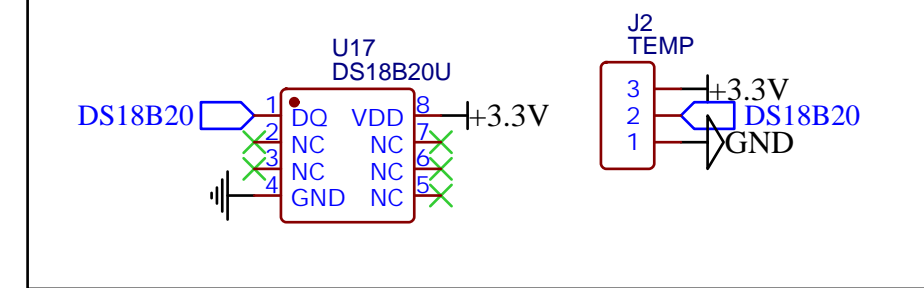 U17
DS18B20U
DS18B20
1
DQ
VDD
8
+3.3V
2
NC
NC
7
3
NC
NC
6
4
GND
NC
5
J2
TEMP
3
+3.3V
2
DS18B20
1
GND